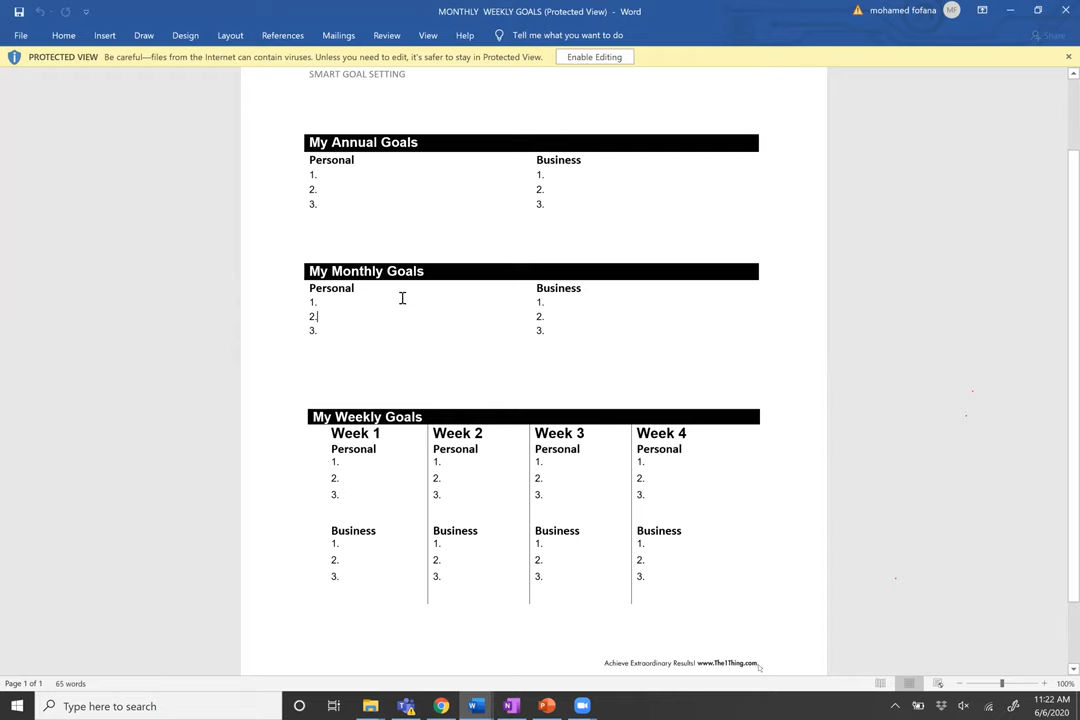 MONTHLY WEEKLY GOALS (Protected View) - Word
mohamed fofana
MF
File Home Insert Draw Design Layout References Mailings Review View Help Tell me what you want to do
Share
PROTECTED VIEW Be careful—files from the Internet can contain viruses. Unless you need to edit, it's safer to stay in Protected View. Enable Editing
SMART GOAL SETTING
My Annual Goals
Personal Business
1. 1.
2. 2.
3. 3.
My Monthly Goals
Personal Business
1. 1.
2. 2.
3. 3.
My Weekly Goals
Week 1 Week 2 Week 3 Week 4
Personal Personal Personal Personal
1. 1. 1. 1.
2. 2. 2. 2.
3. 3. 3. 3.
Business Business Business Business
1. 1. 1. 1.
2. 2. 2. 2.
3. 3. 3. 3.
Achieve Extraordinary Results! www.The1Thing.com
Page 1 of 1 65 words
100%
Type here to search
11:22 AM
6/6/2020